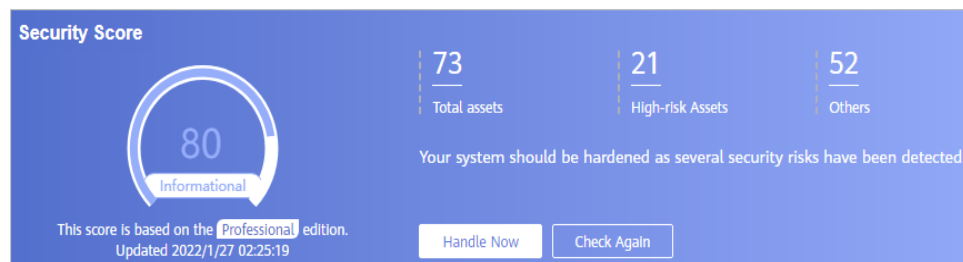 Security Score
80
Informational
This score is based on the Professional edition.
Updated 2022/1/27 02:25:19
73
Total assets
21
High-risk Assets
52
Others
Your system should be hardened as several security risks have been detected
Handle Now
Check Again